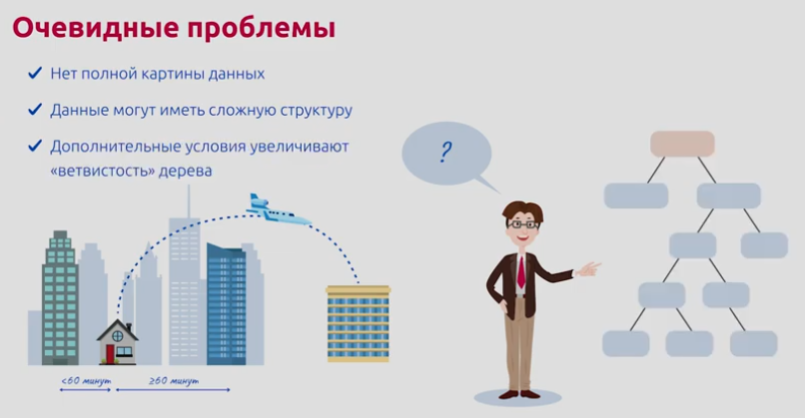 Очевидные проблемы
Нет полной картины данных
Данные могут иметь сложную структуру
Дополнительные условия увеличивают
«ветвистость» дерева
?
<60 минут
≥60 минут